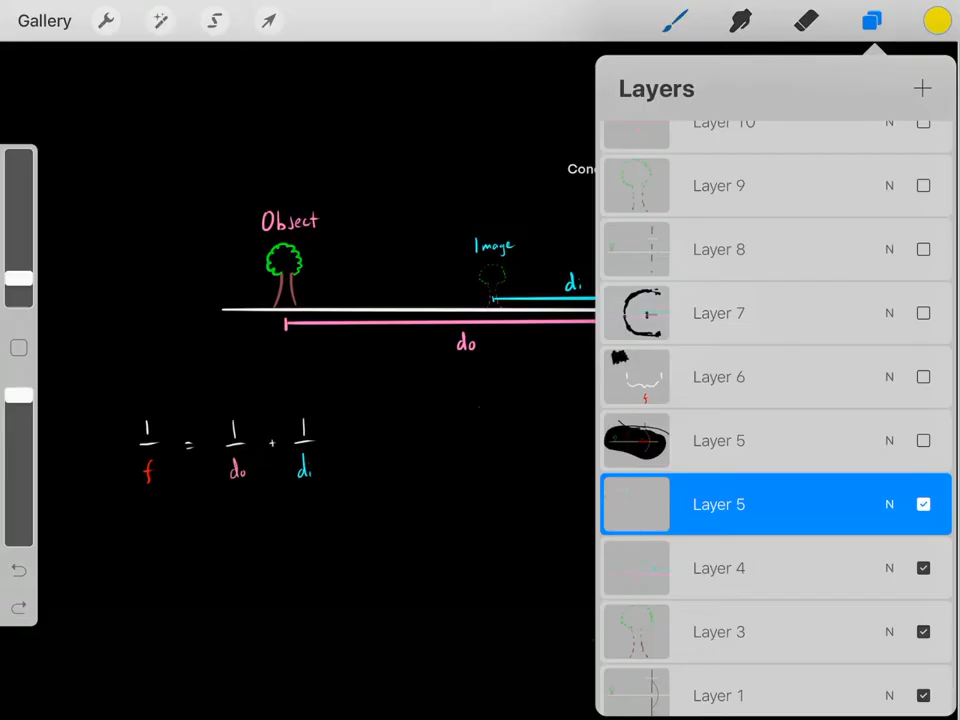 Gallery
Layers
Layer 10 N
Layer 9 N
Layer 8 N
Layer 7 N
Layer 6 N
Layer 5 N
Layer 5 N
Layer 4 N
Layer 3 N
Layer 1 N
Object
Image
di
do
1/f = 1/do + 1/di